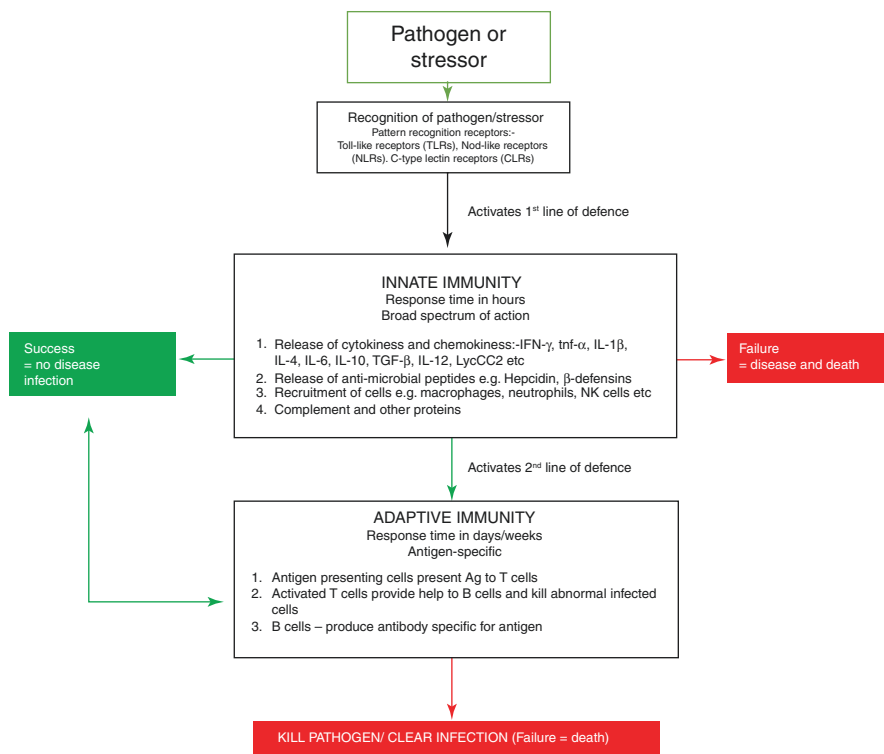 Pathogen or
stressor
Recognition of pathogen/stressor
Pattern recognition receptors:-
Toll-like receptors (TLRs), Nod-like receptors
(NLRs). C-type lectin receptors (CLRs)
Activates 1st line of defence
INNATE IMMUNITY
Response time in hours
Broad spectrum of action
1. Release of cytokiness and chemokiness:-IFN-γ, tnf-α, IL-1β,
IL-4, IL-6, IL-10, TGF-β, IL-12, LycCC2 etc
2. Release of anti-microbial peptides e.g. Hepcidin, β-defensins
3. Recruitment of cells e.g. macrophages, neutrophils, NK cells etc
4. Complement and other proteins
Success
= no disease
infection
Failure
= disease and death
Activates 2nd line of defence
ADAPTIVE IMMUNITY
Response time in days/weeks
Antigen-specific
1. Antigen presenting cells present Ag to T cells
2. Activated T cells provide help to B cells and kill abnormal infected
cells
3. B cells – produce antibody specific for antigen
KILL PATHOGEN/ CLEAR INFECTION (Failure = death)